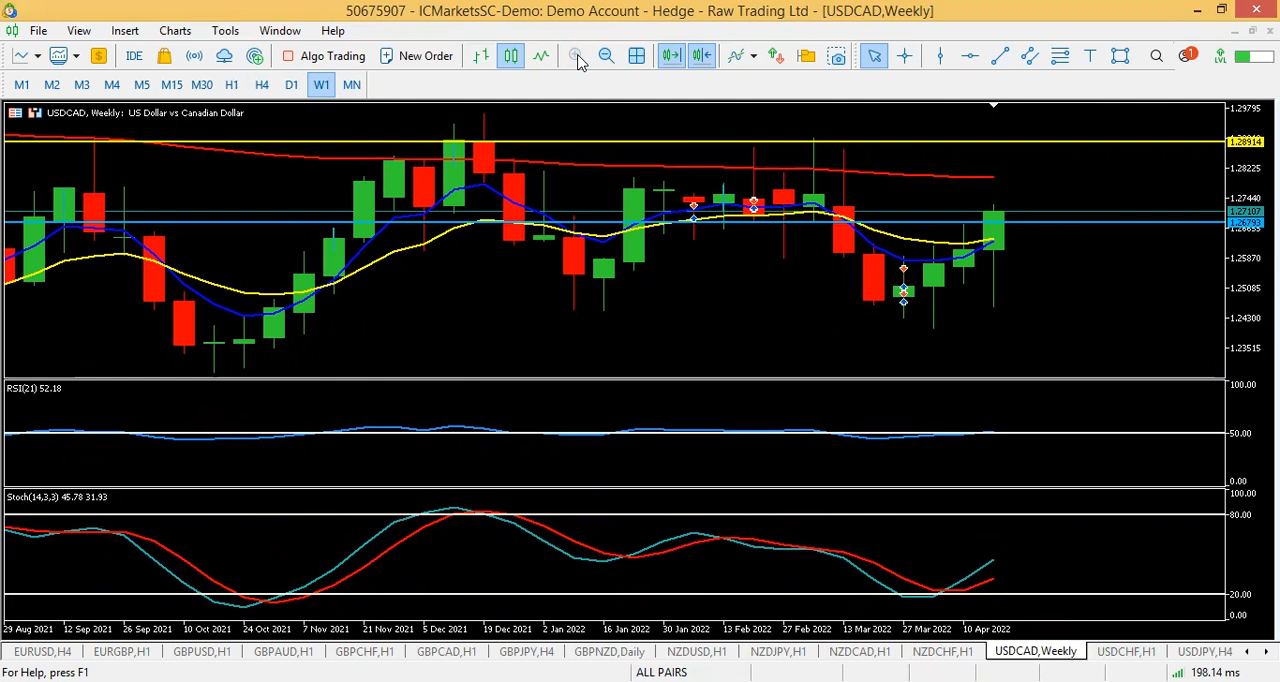 50675907 - ICMarketsSC-Demo: Demo Account - Hedge - Raw Trading Ltd - [USDCAD,Weekly]
File View Insert Charts Tools Window Help
IDE Algo Trading New Order 1 LVL
M1 M2 M3 M4 M5 M15 M30 H1 H4 D1 W1 MN
USDCAD, Weekly: US Dollar vs Canadian Dollar
1.29795
1.28914
1.28225
1.27440
1.27107
1.26793
1.25870
1.25085
1.24300
1.23515
RSI(21) 52.18
100.00
50.00
0.00
Stoch(14,3,3) 45.78 31.93
100.00
80.00
20.00
0.00
29 Aug 2021 12 Sep 2021 26 Sep 2021 10 Oct 2021 24 Oct 2021 7 Nov 2021 21 Nov 2021 5 Dec 2021 19 Dec 2021 2 Jan 2022 16 Jan 2022 30 Jan 2022 13 Feb 2022 27 Feb 2022 13 Mar 2022 27 Mar 2022 10 Apr 2022
EURUSD,H4 EURGBP,H1 GBPUSD,H1 GBPAUD,H1 GBPCHF,H1 GBPCAD,H1 GBPJPY,H4 GBPNZD,Daily NZDUSD,H1 NZDJPY,H1 NZDCAD,H1 NZDCHF,H1 USDCAD,Weekly USDCHF,H1 USDJPY,H4
For Help, press F1 ALL PAIRS 198.14 ms